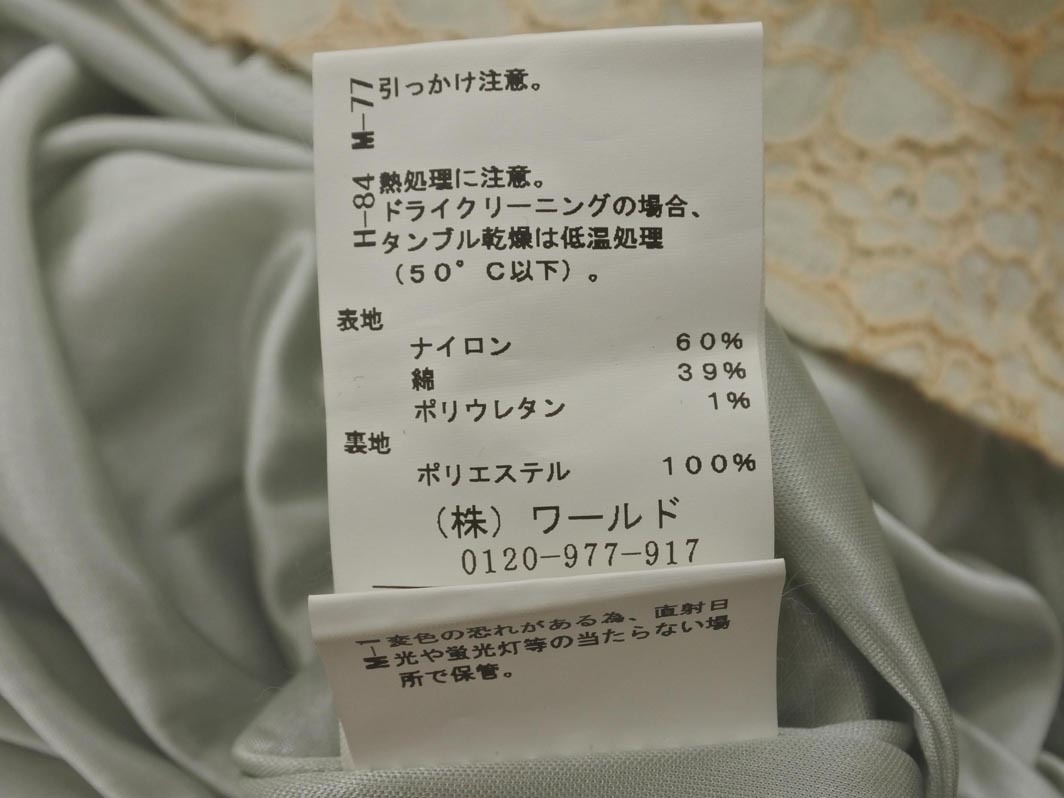 M-77 引っかけ注意。
H-84 熱処理に注意。
ドライクリーニングの場合、
タンブル乾燥は低温処理
(50°C以下)。
表地
ナイロン 60%
綿 39%
ポリウレタン 1%
裏地
ポリエステル 100%
(株)ワールド
0120-977-917
M-1 変色の恐れがある為、直射日
光や蛍光灯等の当たらない場
所で保管。